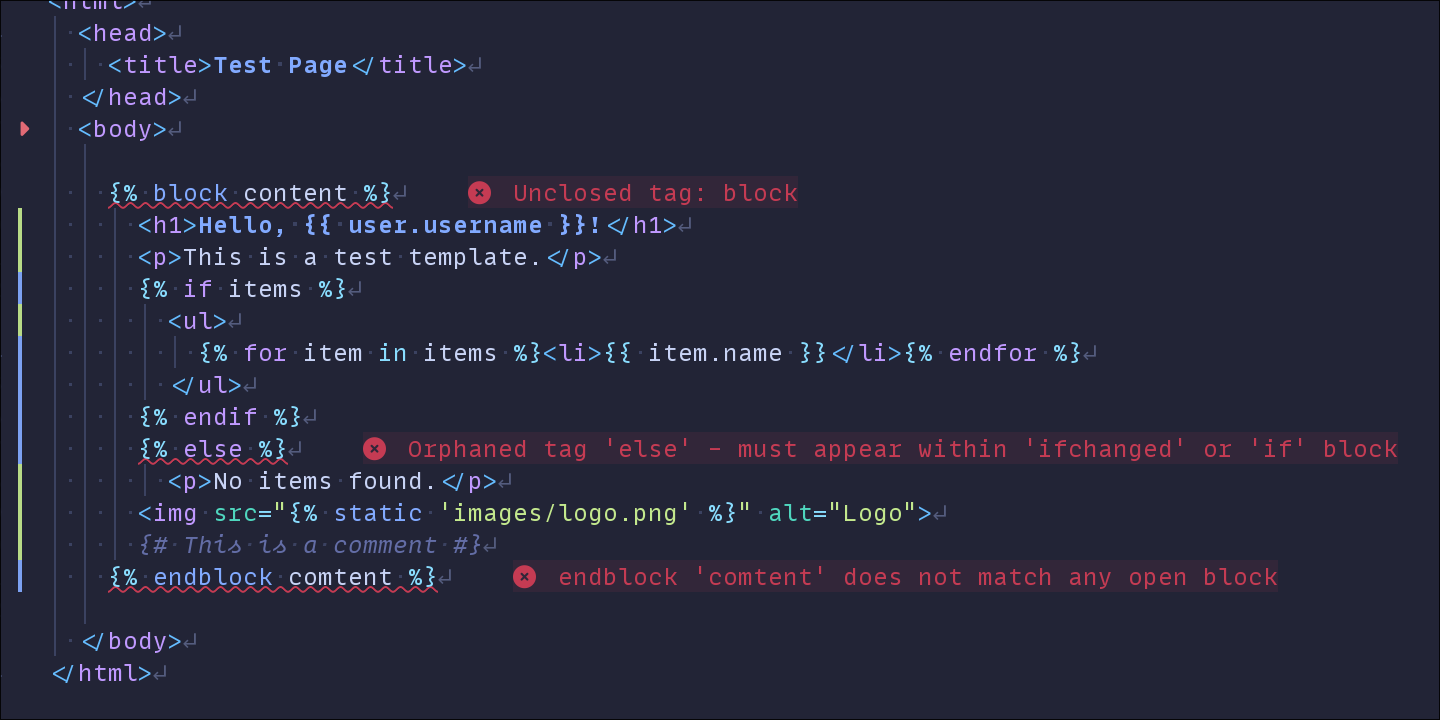 <html>
<head>
<title>Test Page</title>
</head>
<body>
{% block content %} Unclosed tag: block
<h1>Hello, {{ user.username }}!</h1>
<p>This is a test template.</p>
{% if items %}
<ul>
{% for item in items %}<li>{{ item.name }}</li>{% endfor %}
</ul>
{% endif %}
{% else %} Orphaned tag 'else' - must appear within 'ifchanged' or 'if' block
<p>No items found.</p>
<img src="{% static 'images/logo.png' %}" alt="Logo">
{# This is a comment #}
{% endblock comtent %} endblock 'comtent' does not match any open block
</body>
</html>